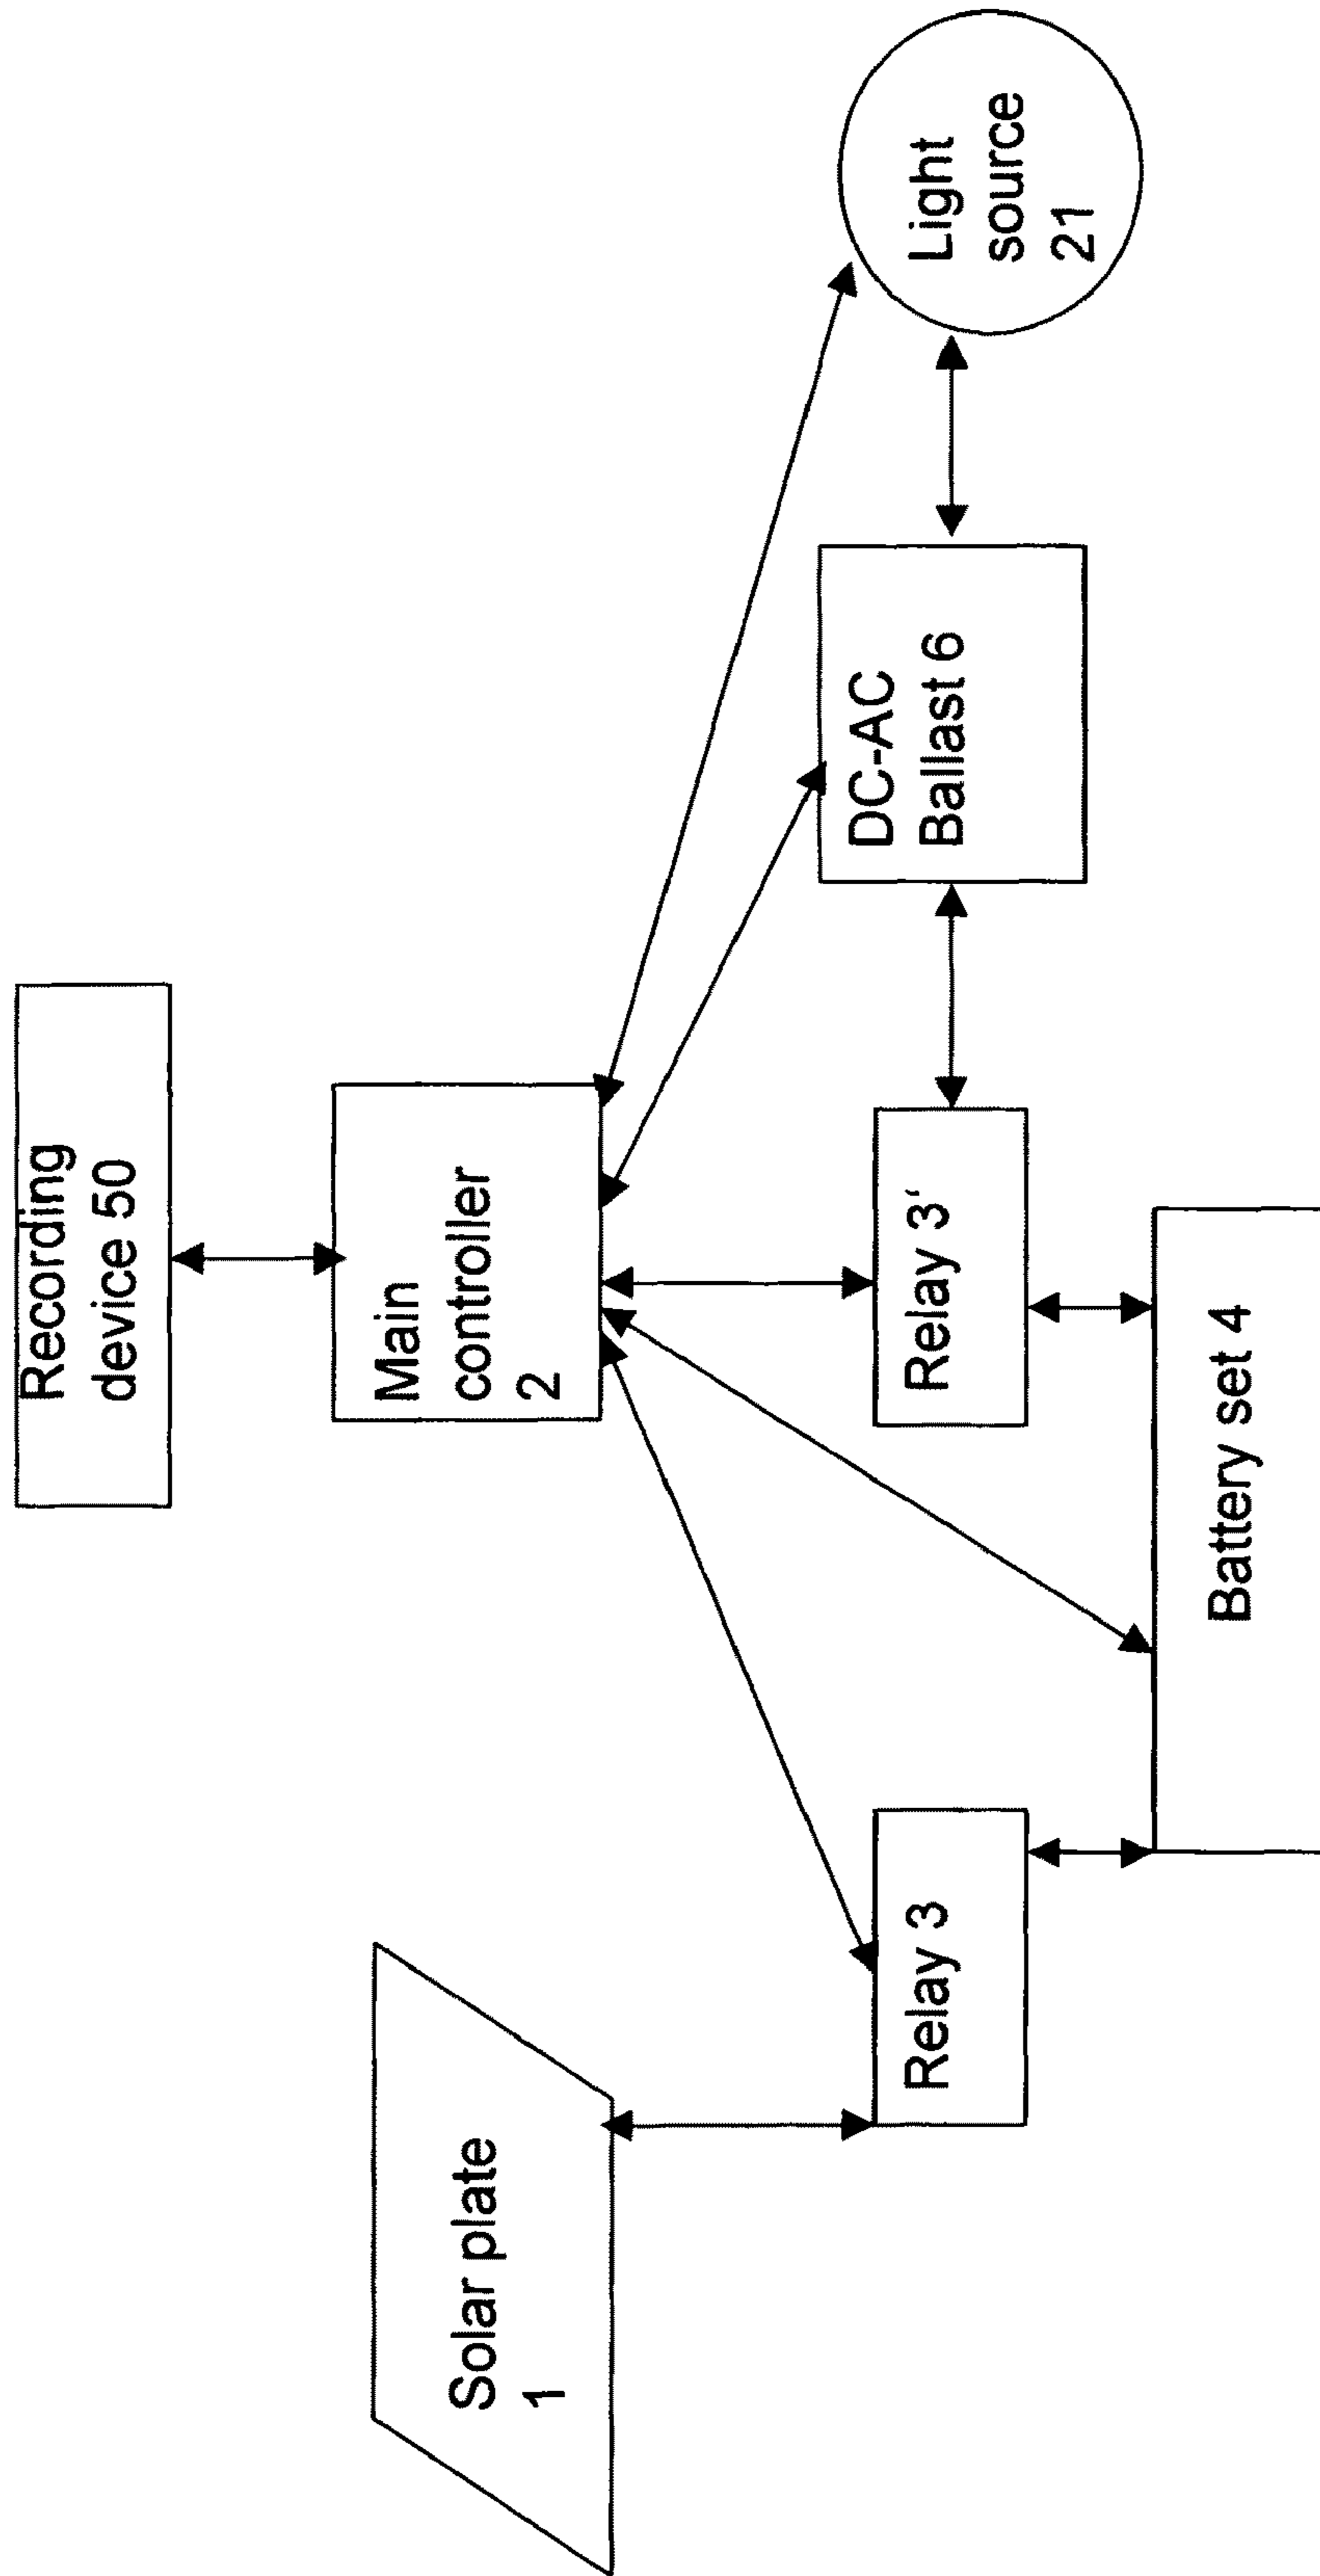 Recording
device 50
Main
controller
2
Solar plate
1
Relay 3
Relay 3'
DC-AC
Ballast 6
Light
source
21
Battery set 4